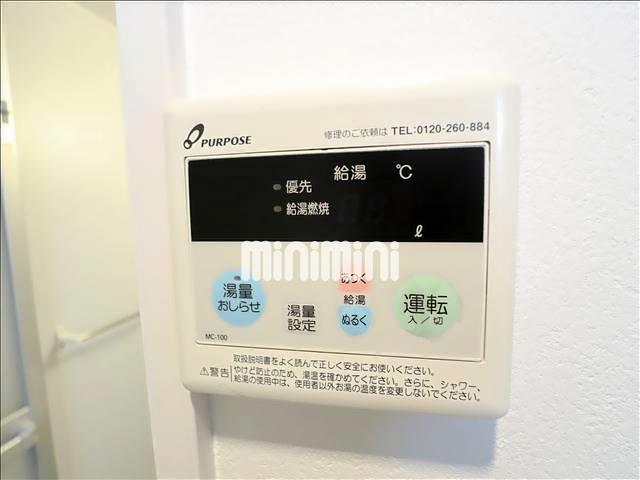 PURPOSE
修理のご依頼は TEL:0120-260-884
給湯 ℃
優先
給湯燃焼
ℓ
minimini
湯量
おしらせ
湯量
設定
あつく
給湯
ぬるく
運転
入/切
MC-100
⚠警告
取扱説明書をよく読んで正しく安全にお使いください。
やけど防止のため、湯温を確かめてください。さらに、シャワー、
給湯の使用中は、使用者以外お湯の温度を変更しないでください。